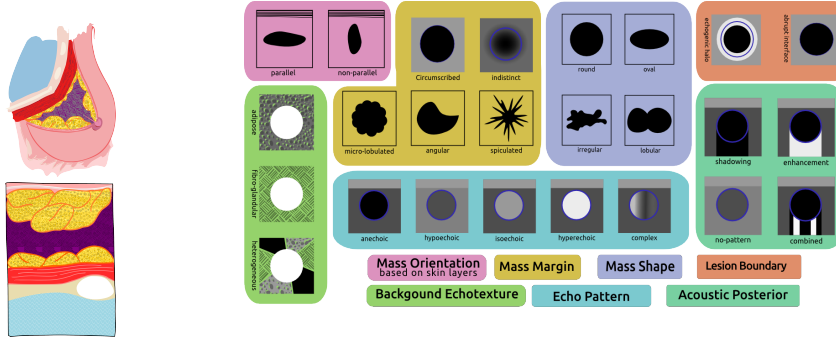 parallel
non-parallel
Circumscribed
indistinct
round
oval
echogenic halo
abrupt interface
micro-lobulated
angular
spiculated
irregular
lobular
adipose
fibro-glandular
heterogeneous
shadowing
enhancement
anechoic
hypoechoic
isoechoic
hyperechoic
complex
no-pattern
combined
Mass Orientation
based on skin layers
Mass Margin
Mass Shape
Lesion Boundary
Backgound Echotexture
Echo Pattern
Acoustic Posterior